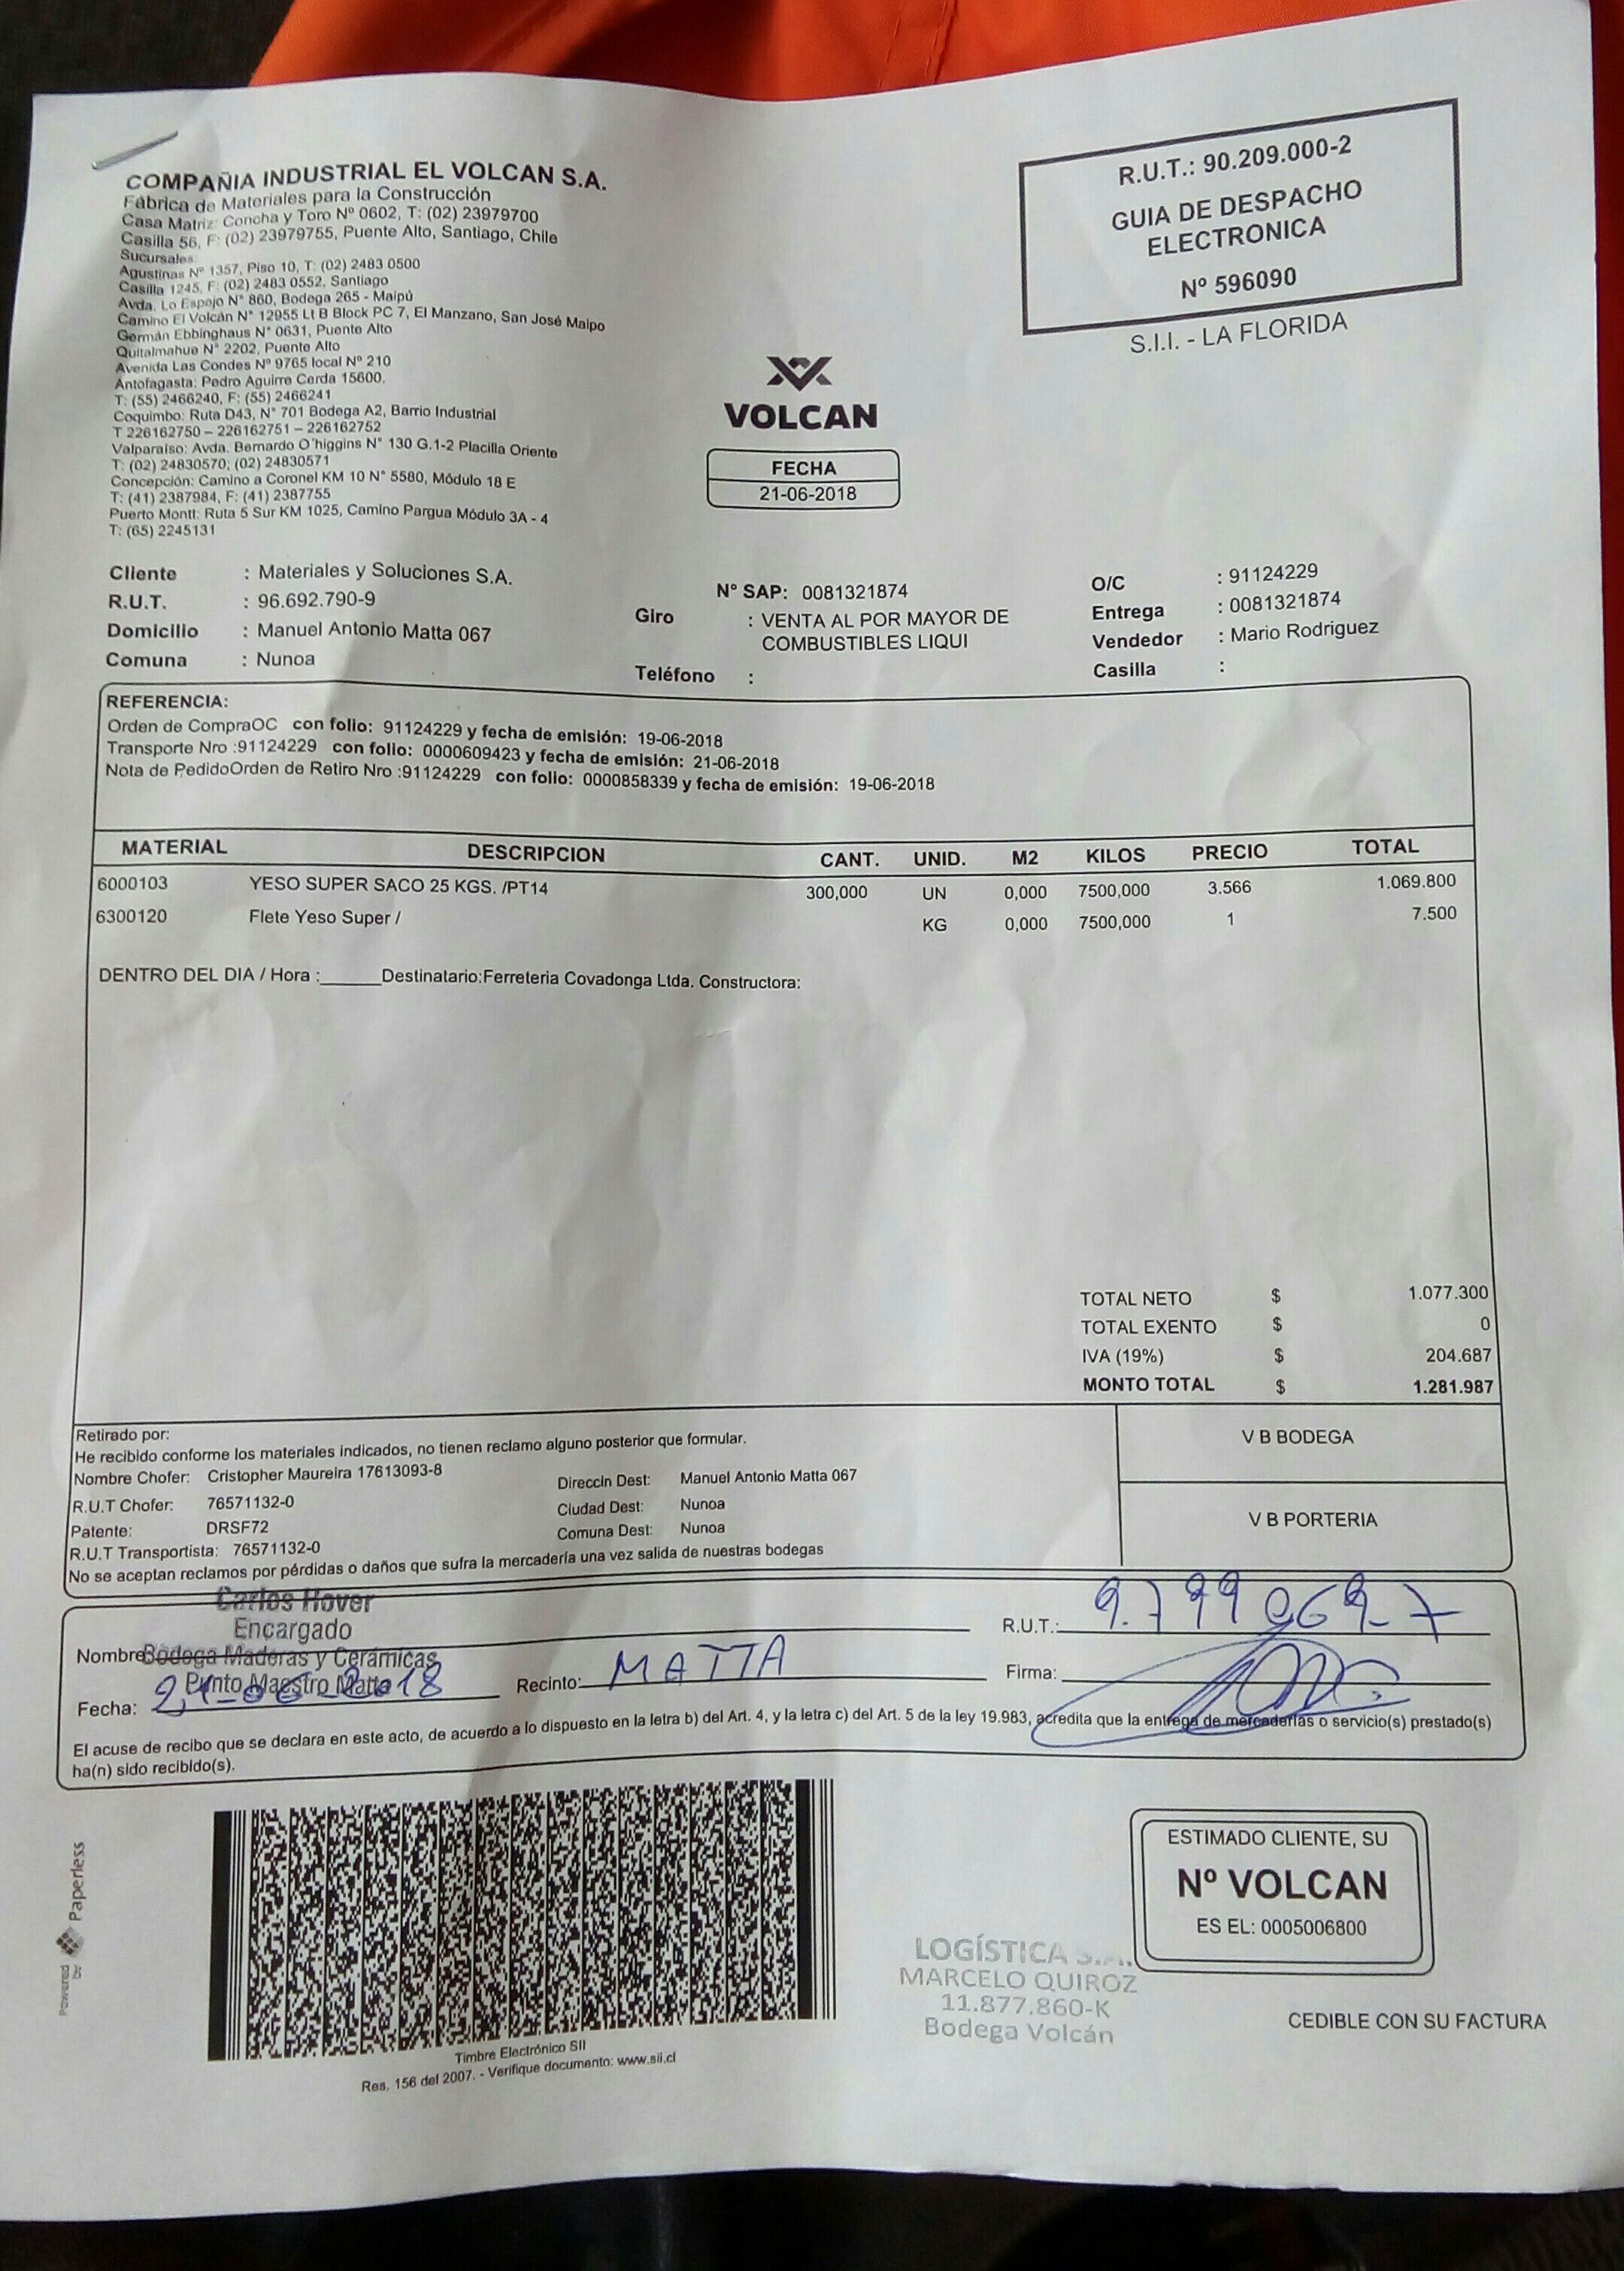 COMPAÑIA INDUSTRIAL EL VOLCAN S.A.
Fábrica de Materiales para la Construcción
Casa Matriz: Concha y Toro Nº 0602, T: (02) 23979700
Casilla 56, F: (02) 23979755, Puente Alto, Santiago, Chile
Sucursales:
Agustinas Nº 1357, Piso 10, T: (02) 2483 0500
Casilla 1245, F: (02) 2483 0552, Santiago
Avda. Lo Espejo N° 860, Bodega 265 - Maipú
Camino El Volcán N° 12955 Lt B Block PC 7, El Manzano, San José Maipo
Germán Ebbinghaus N° 0631, Puente Alto
Quitalmahue N° 2202, Puente Alto
Avenida Las Condes Nº 9765 local Nº 210
Antofagasta: Pedro Aguirre Cerda 15600,
T: (55) 2466240, F: (55) 2466241
Coquimbo: Ruta D43, N° 701 Bodega A2, Barrio Industrial
T 226162750 – 226162751 – 226162752
Valparaíso: Avda. Bernardo O´higgins N° 130 G.1-2 Placilla Oriente
T: (02) 24830570; (02) 24830571
Concepción: Camino a Coronel KM 10 N° 5580, Módulo 18 E
T: (41) 2387984, F: (41) 2387755
Puerto Montt: Ruta 5 Sur KM 1025, Camino Pargua Módulo 3A - 4
T: (65) 2245131
R.U.T.: 90.209.000-2
GUIA DE DESPACHO
ELECTRONICA
Nº 596090
S.I.I. - LA FLORIDA
VOLCAN
FECHA
21-06-2018
Cliente : Materiales y Soluciones S.A.
R.U.T. : 96.692.790-9
Domicilio : Manuel Antonio Matta 067
Comuna : Nunoa
N° SAP: 0081321874
Giro : VENTA AL POR MAYOR DE
COMBUSTIBLES LIQUI
Teléfono :
O/C : 91124229
Entrega : 0081321874
Vendedor : Mario Rodriguez
Casilla :
REFERENCIA:
Orden de CompraOC con folio: 91124229 y fecha de emisión: 19-06-2018
Transporte Nro :91124229 con folio: 0000609423 y fecha de emisión: 21-06-2018
Nota de PedidoOrden de Retiro Nro :91124229 con folio: 0000858339 y fecha de emisión: 19-06-2018
MATERIAL DESCRIPCION CANT. UNID. M2 KILOS PRECIO TOTAL
6000103 YESO SUPER SACO 25 KGS. /PT14 300,000 UN 0,000 7500,000 3.566 1.069.800
6300120 Flete Yeso Super / KG 0,000 7500,000 1 7.500
DENTRO DEL DIA / Hora :______Destinatario:Ferreteria Covadonga Ltda. Constructora:
TOTAL NETO $ 1.077.300
TOTAL EXENTO $ 0
IVA (19%) $ 204.687
MONTO TOTAL $ 1.281.987
Retirado por:
He recibido conforme los materiales indicados, no tienen reclamo alguno posterior que formular.
Nombre Chofer: Cristopher Maureira 17613093-8
R.U.T Chofer: 76571132-0
Patente: DRSF72
R.U.T Transportista: 76571132-0
Direccin Dest: Manuel Antonio Matta 067
Ciudad Dest: Nunoa
Comuna Dest: Nunoa
No se aceptan reclamos por pérdidas o daños que sufra la mercadería una vez salida de nuestras bodegas
V B BODEGA
V B PORTERIA
Carlos Hover
Encargado
Bodega Maderas y Cerámicas
Punto Maestro Matta
Nombre
Fecha: 21-06-2018
Recinto: MATTA
R.U.T.: 9.799069-7
Firma:
El acuse de recibo que se declara en este acto, de acuerdo a lo dispuesto en la letra b) del Art. 4, y la letra c) del Art. 5 de la ley 19.983, acredita que la entrega de mercaderías o servicio(s) prestado(s)
ha(n) sido recibido(s).
Powered by Paperless
Timbre Electrónico SII
Res. 156 del 2007. - Verifique documento: www.sii.cl
ESTIMADO CLIENTE, SU
Nº VOLCAN
ES EL: 0005006800
LOGÍSTICA
MARCELO QUIROZ
11.877.860-K
Bodega Volcán
CEDIBLE CON SU FACTURA